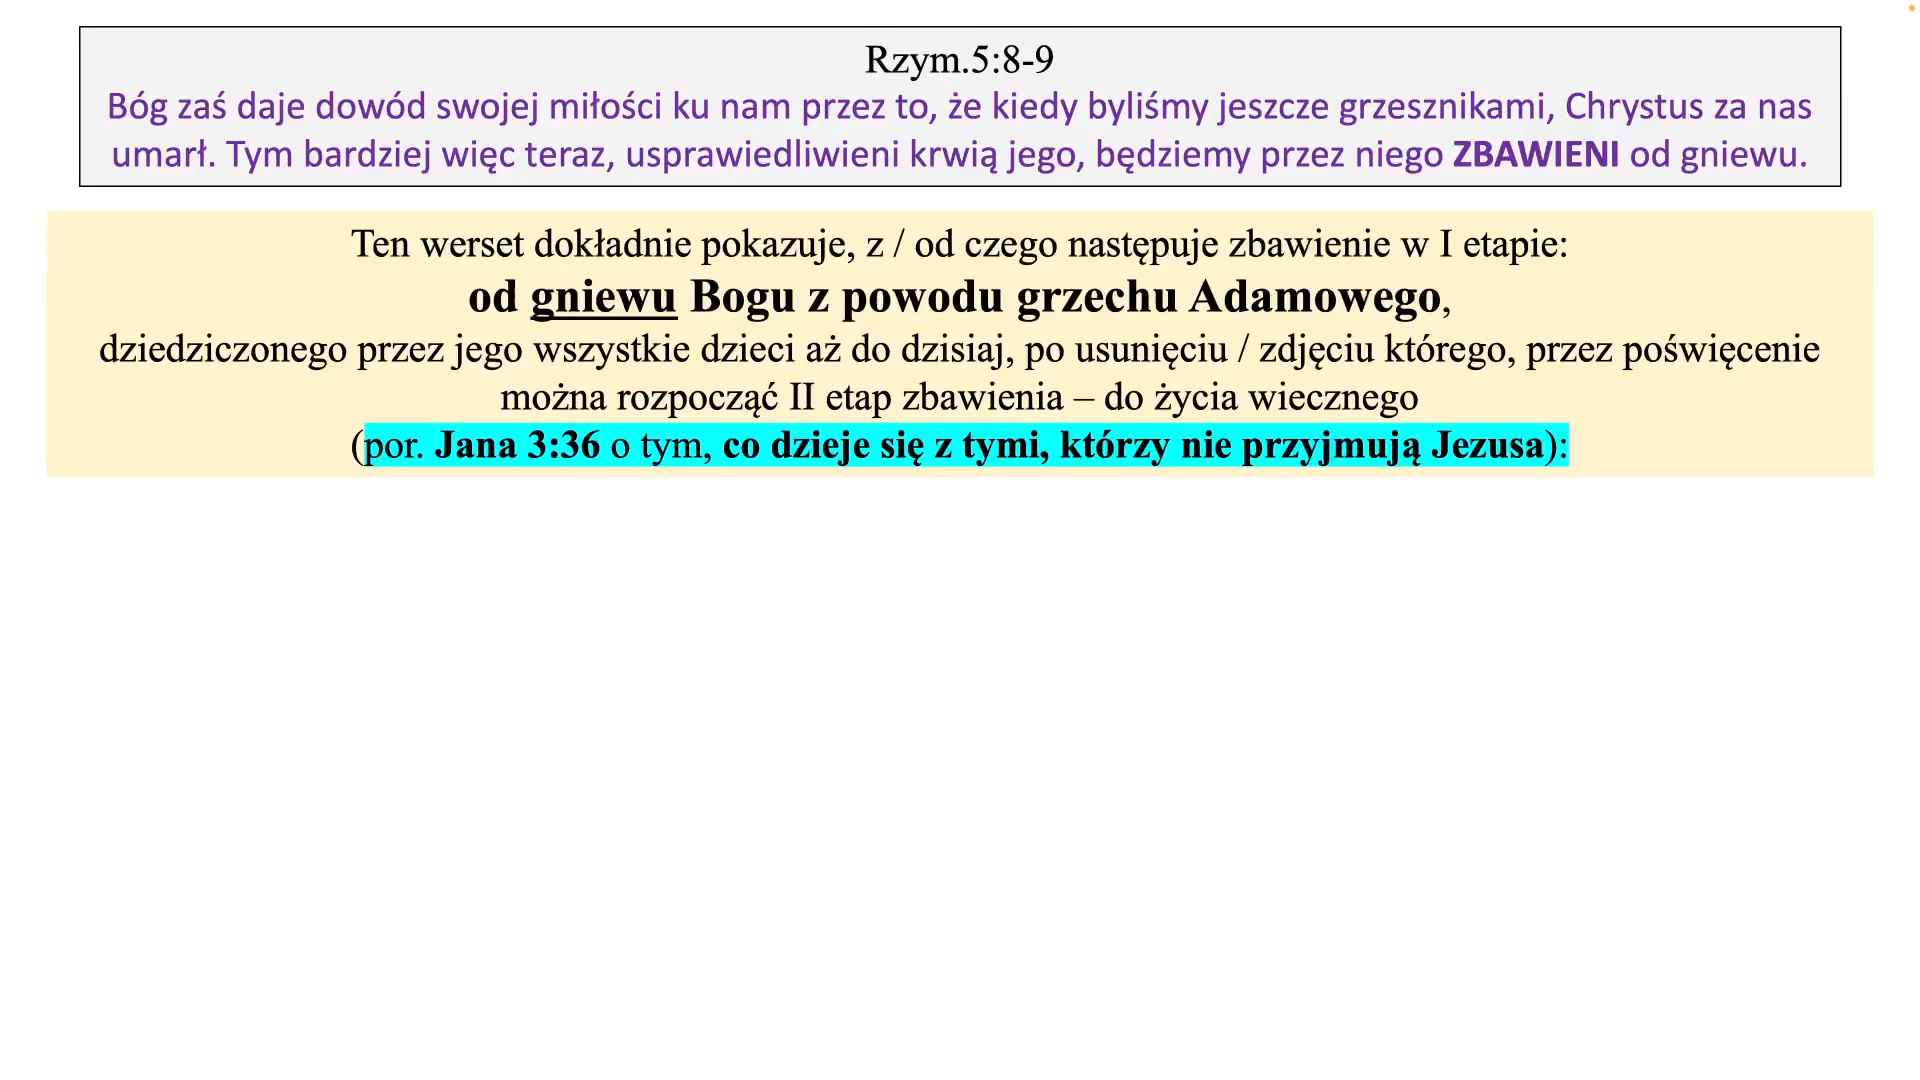 Rzym.5:8-9
Bóg zaś daje dowód swojej miłości ku nam przez to, że kiedy byliśmy jeszcze grzesznikami, Chrystus za nas
umarł. Tym bardziej więc teraz, usprawiedliwieni krwią jego, będziemy przez niego ZBAWIENI od gniewu.
Ten werset dokładnie pokazuje, z / od czego następuje zbawienie w I etapie:
od gniewu Bogu z powodu grzechu Adamowego,
dziedziczonego przez jego wszystkie dzieci aż do dzisiaj, po usunięciu / zdjęciu którego, przez poświęcenie
można rozpocząć II etap zbawienia – do życia wiecznego
(por. Jana 3:36 o tym, co dzieje się z tymi, którzy nie przyjmują Jezusa):